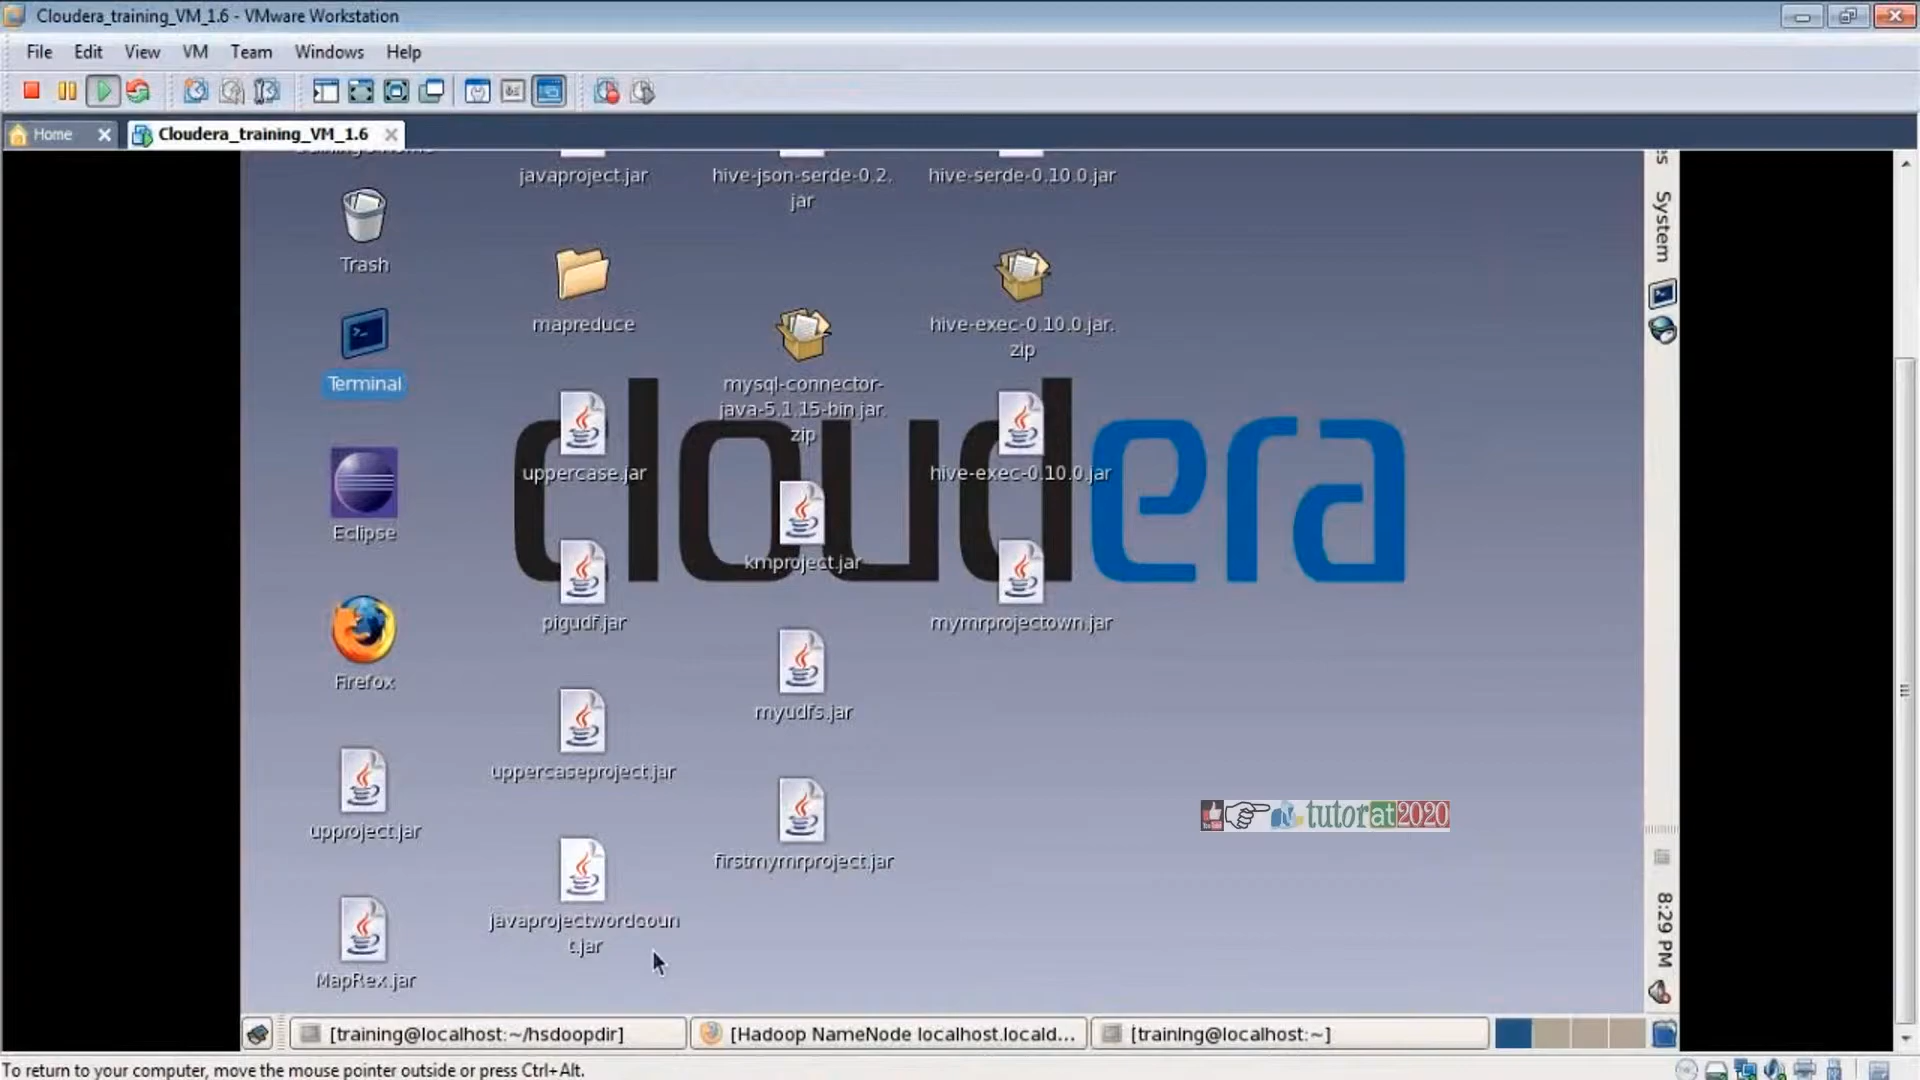 Cloudera_training_VM_1.6 - VMware Workstation
File Edit View VM Team Windows Help
Home
Cloudera_training_VM_1.6
javaproject.jar
hive-json-serde-0.2.
jar
hive-serde-0.10.0.jar
Trash
mapreduce
hive-exec-0.10.0.jar.
zip
Terminal
mysql-connector-
java-5.1.15-bin.jar.
zip
uppercase.jar
hive-exec-0.10.0.jar
cloudera
Eclipse
kmproject.jar
pigudf.jar
mymrprojectown.jar
Firefox
myudfs.jar
uppercaseproject.jar
upproject.jar
firstmymrproject.jar
javaprojectwordcoun
t.jar
MapRex.jar
es
System
tutorat2020
8:29 PM
[training@localhost:~/hsdoopdir]
[Hadoop NameNode localhost.locald...
[training@localhost:~]
To return to your computer, move the mouse pointer outside or press Ctrl+Alt.